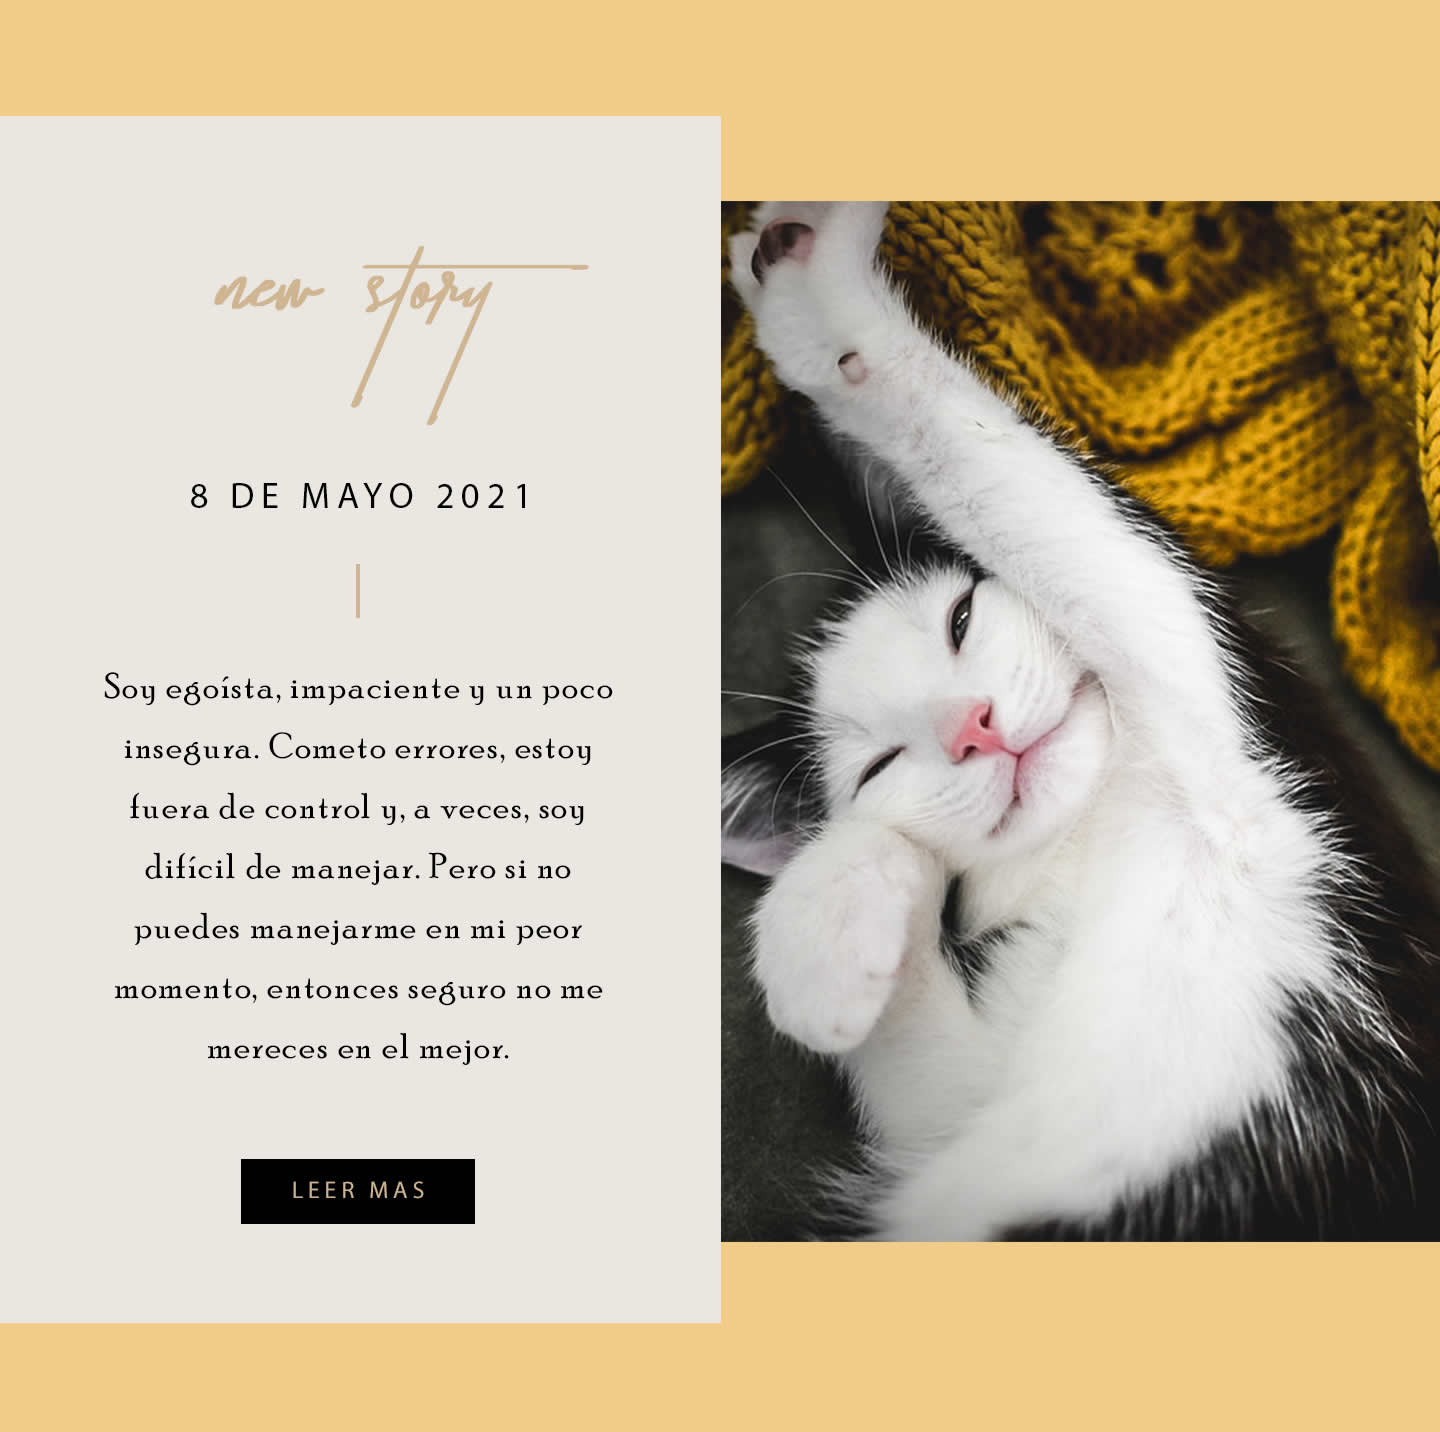 new story
8 DE MAYO 2021
Soy egoísta, impaciente y un poco
insegura. Cometo errores, estoy
fuera de control y, a veces, soy
difícil de manejar. Pero si no
puedes manejarme en mi peor
momento, entonces seguro no me
mereces en el mejor.
LEER MAS